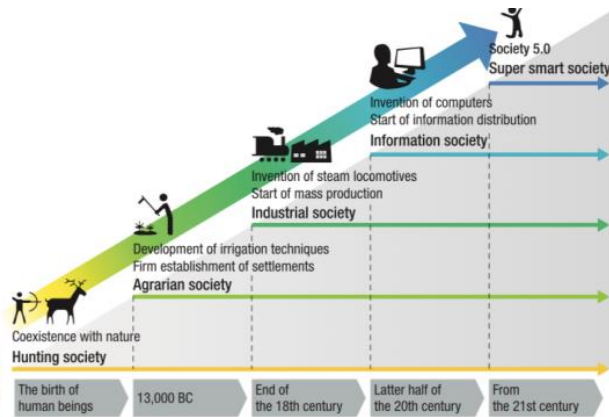 Society 5.0
Super smart society
Invention of computers
Start of information distribution
Information society
Invention of steam locomotives
Start of mass production
Industrial society
Development of irrigation techniques
Firm establishment of settlements
Agrarian society
Coexistence with nature
Hunting society
The birth of
human beings
13,000 BC
End of
the 18th century
Latter half of
the 20th century
From
the 21st century